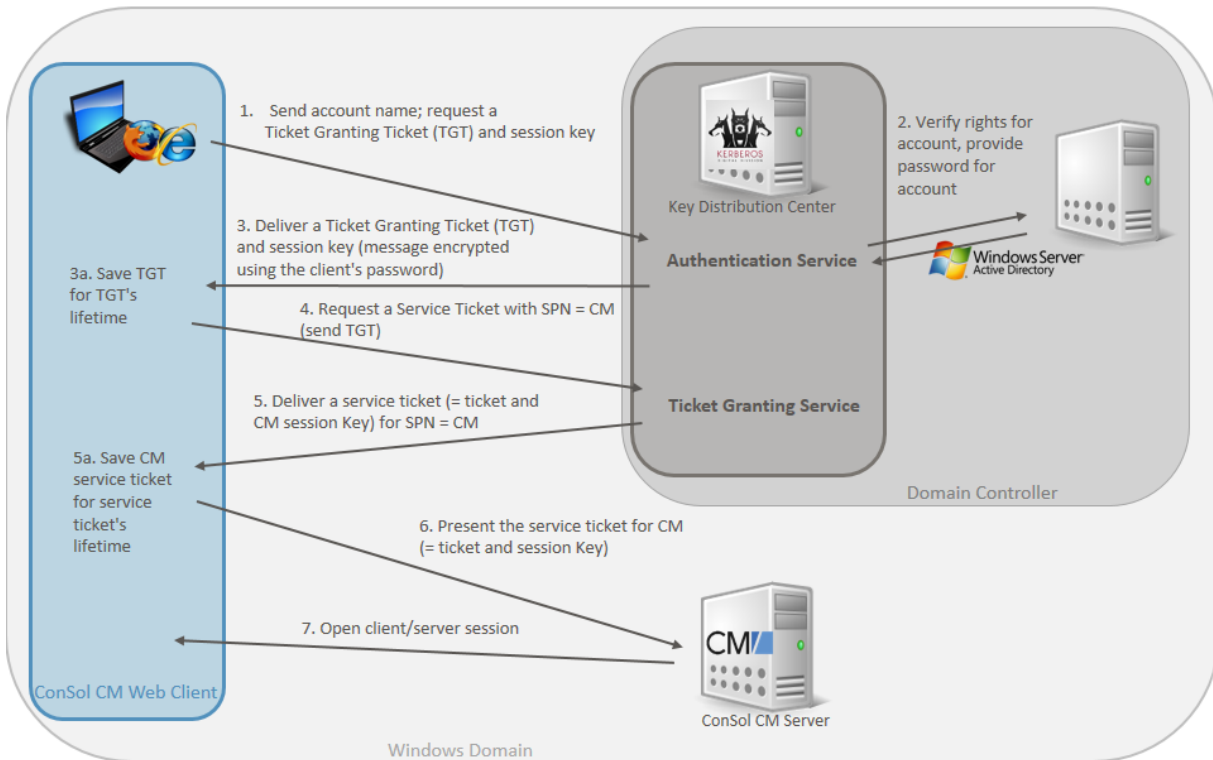 1. Send account name; request a
Ticket Granting Ticket (TGT) and session key
2. Verify rights for
account, provide
password for
account
KERBEROS
Key Distribution Center
3. Deliver a Ticket Granting Ticket (TGT)
and session key (message encrypted
using the client's password)
Authentication Service
Windows Server
Active Directory
3a. Save TGT
for TGT's
lifetime
4. Request a Service Ticket with SPN = CM
(send TGT)
5. Deliver a service ticket (= ticket and
CM session Key) for SPN = CM
Ticket Granting Service
5a. Save CM
service ticket
for service
ticket's
lifetime
Domain Controller
6. Present the service ticket for CM
(= ticket and session Key)
7. Open client/server session
CM/
ConSol CM Web Client
ConSol CM Server
Windows Domain